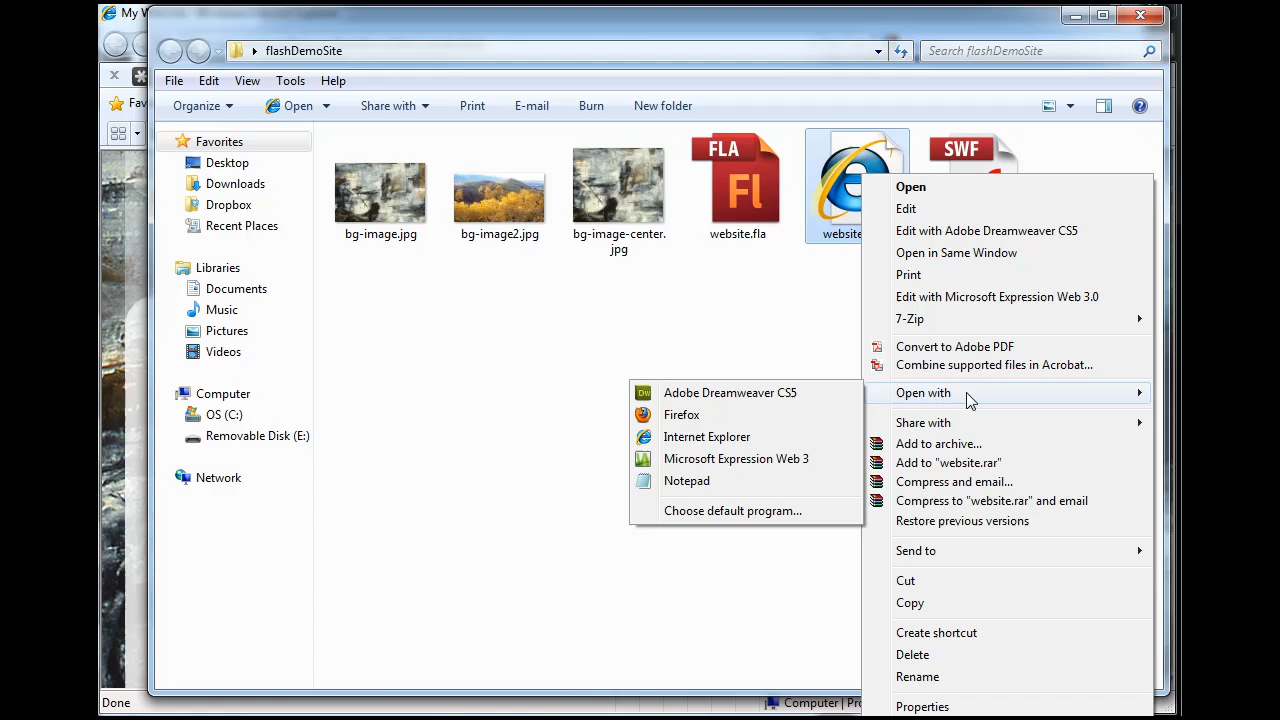 My W
flashDemoSite
Search flashDemoSite
File Edit View Tools Help
Fav
Organize Open Share with Print E-mail Burn New folder
Favorites
Desktop
Downloads
Dropbox
Recent Places
Libraries
Documents
Music
Pictures
Videos
Computer
OS (C:)
Removable Disk (E:)
Network
FLA
Fl
SWF
bg-image.jpg
bg-image2.jpg
bg-image-center.
jpg
website.fla
website
Open
Edit
Edit with Adobe Dreamweaver CS5
Open in Same Window
Print
Edit with Microsoft Expression Web 3.0
7-Zip
Convert to Adobe PDF
Combine supported files in Acrobat...
Open with
Share with
Add to archive...
Add to "website.rar"
Compress and email...
Compress to "website.rar" and email
Restore previous versions
Send to
Cut
Copy
Create shortcut
Delete
Rename
Properties
Dw Adobe Dreamweaver CS5
Firefox
Internet Explorer
Microsoft Expression Web 3
Notepad
Choose default program...
Done
Computer | Pro